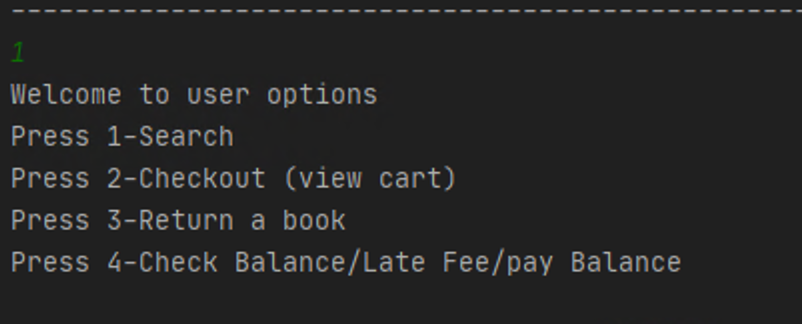 --------------------------------------------------
1
Welcome to user options
Press 1-Search
Press 2-Checkout (view cart)
Press 3-Return a book
Press 4-Check Balance/Late Fee/pay Balance